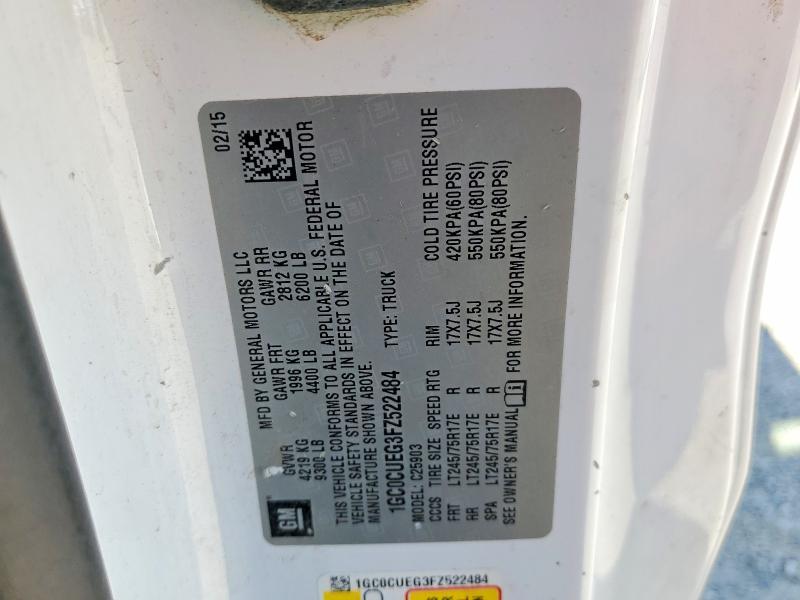 02/15
MFD BY GENERAL MOTORS LLC
GVWR GAWR FRT GAWR RR
4219 KG 1996 KG 2812 KG
9300 LB 4400 LB 6200 LB
THIS VEHICLE CONFORMS TO ALL APPLICABLE U.S. FEDERAL MOTOR
VEHICLE SAFETY STANDARDS IN EFFECT ON THE DATE OF
MANUFACTURE SHOWN ABOVE.
1GC0CUEG3FZ522484 TYPE: TRUCK
MODEL: C25903
CCCS TIRE SIZE SPEED RTG RIM COLD TIRE PRESSURE
FRT LT245/75R17E R 17X7.5J 420KPA(60PSI)
RR LT245/75R17E R 17X7.5J 550KPA(80PSI)
SPA LT245/75R17E R 17X7.5J 550KPA(80PSI)
SEE OWNER'S MANUAL FOR MORE INFORMATION.
GM
1GC0CUEG3FZ522484